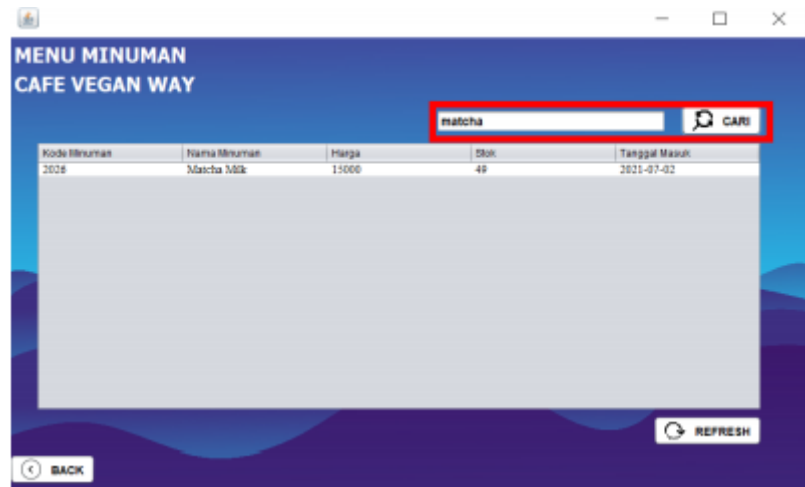 MENU MINUMAN
CAFE VEGAN WAY
matcha CARI
Kode Minuman Nama Minuman Harga Stok Tanggal Masuk
2026 Matcha Milk 15000 49 2021-07-02
REFRESH
BACK